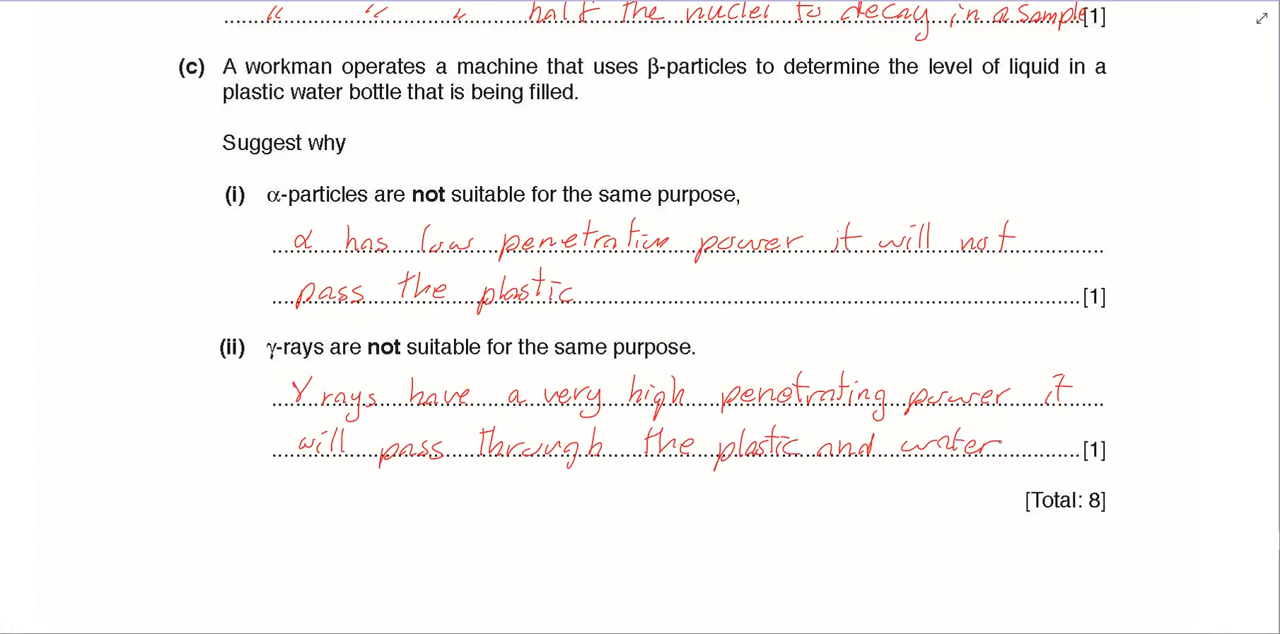 " " " half the nuclei to decay in a sample [1]
(c) A workman operates a machine that uses β-particles to determine the level of liquid in a
plastic water bottle that is being filled.
Suggest why
(i) α-particles are not suitable for the same purpose,
α has low penetration power it will not
pass the plastic [1]
(ii) γ-rays are not suitable for the same purpose.
γ rays have a very high penetrating power it
will pass through the plastic and water [1]
[Total: 8]